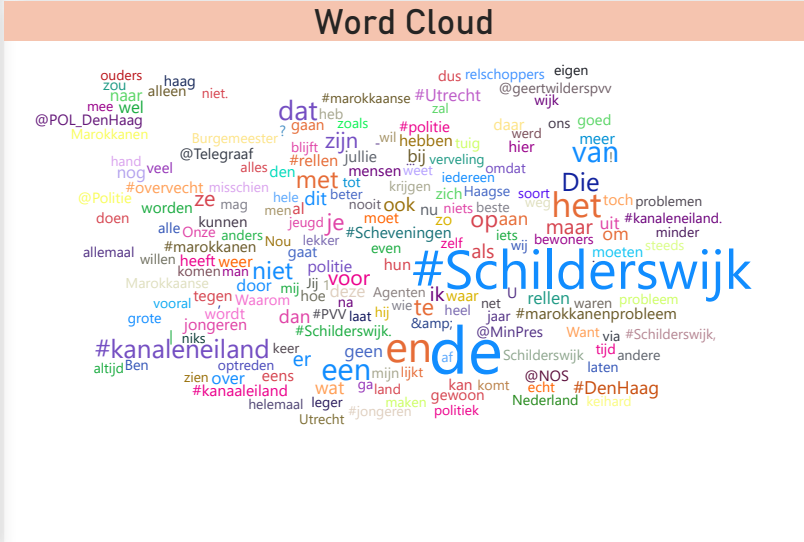 Word Cloud
ouders haag dus relschoppers eigen
zou alleen niet. @geertwilderspvv
naar #marokkaanse #Utrecht wijk
mee wel dat heb zal
@POL_DenHaag ? gaan zoals #politie daar ons goed
Marokkanen Burgemeester zijn - wil hebben tuig werd meer
@Telegraaf blijft jullie bij verveling hier van
hand #rellen mensen ... weet omdat !
nog veel alles den met tot iedereen Die
#overvecht misschien krijgen zich Haagse soort toch problemen
@Politie ze hele dit beter ook niets beste weg het
worden mag men al nooit nu
doen kunnen jeugd je moet zo op aan maar uit #kanaleneiland.
alle Onze anders #Scheveningen iets om minder
allemaal #marokkanen Nou lekker even zelf wij bewoners steeds
willen heeft weer gaat hun als moeten
komen man niet politie #Schilderswijk
Marokkaanse door mij Jij voor
vooral tegen, Waarom hoe deze Agenten ik waar U rellen waren probleem
grote wordt dan #PVV na laat hij wie te heel net jaar #marokkanenprobleem
jongeren #Schilderswijk. &amp; @MinPres Want via #Schilderswijk,
| niks
#kanaleneiland keer er geen en de af Schilderswijk tijd andere
altijd Ben optreden een mijn lijkt laten
zien over eens wat ga land kan komt @NOS echt #DenHaag
#kanaaleiland gewoon
helemaal leger #jongeren maken politiek Nederland keihard
Utrecht